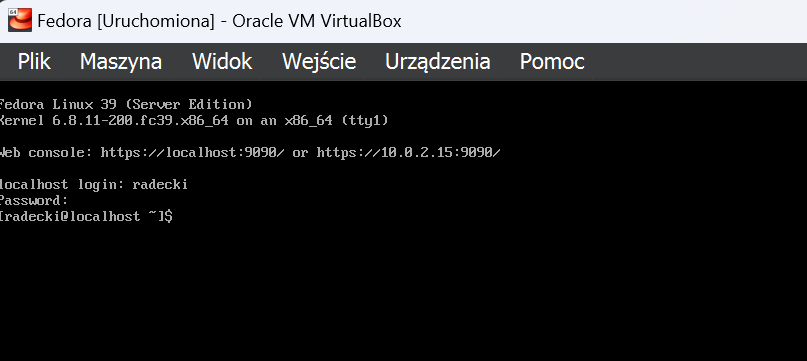 64
Fedora [Uruchomiona] - Oracle VM VirtualBox
Plik Maszyna Widok Wejście Urządzenia Pomoc
Fedora Linux 39 (Server Edition)
Kernel 6.8.11-200.fc39.x86_64 on an x86_64 (tty1)
Web console: https://localhost:9090/ or https://10.0.2.15:9090/
localhost login: radecki
Password:
[radecki@localhost ~]$